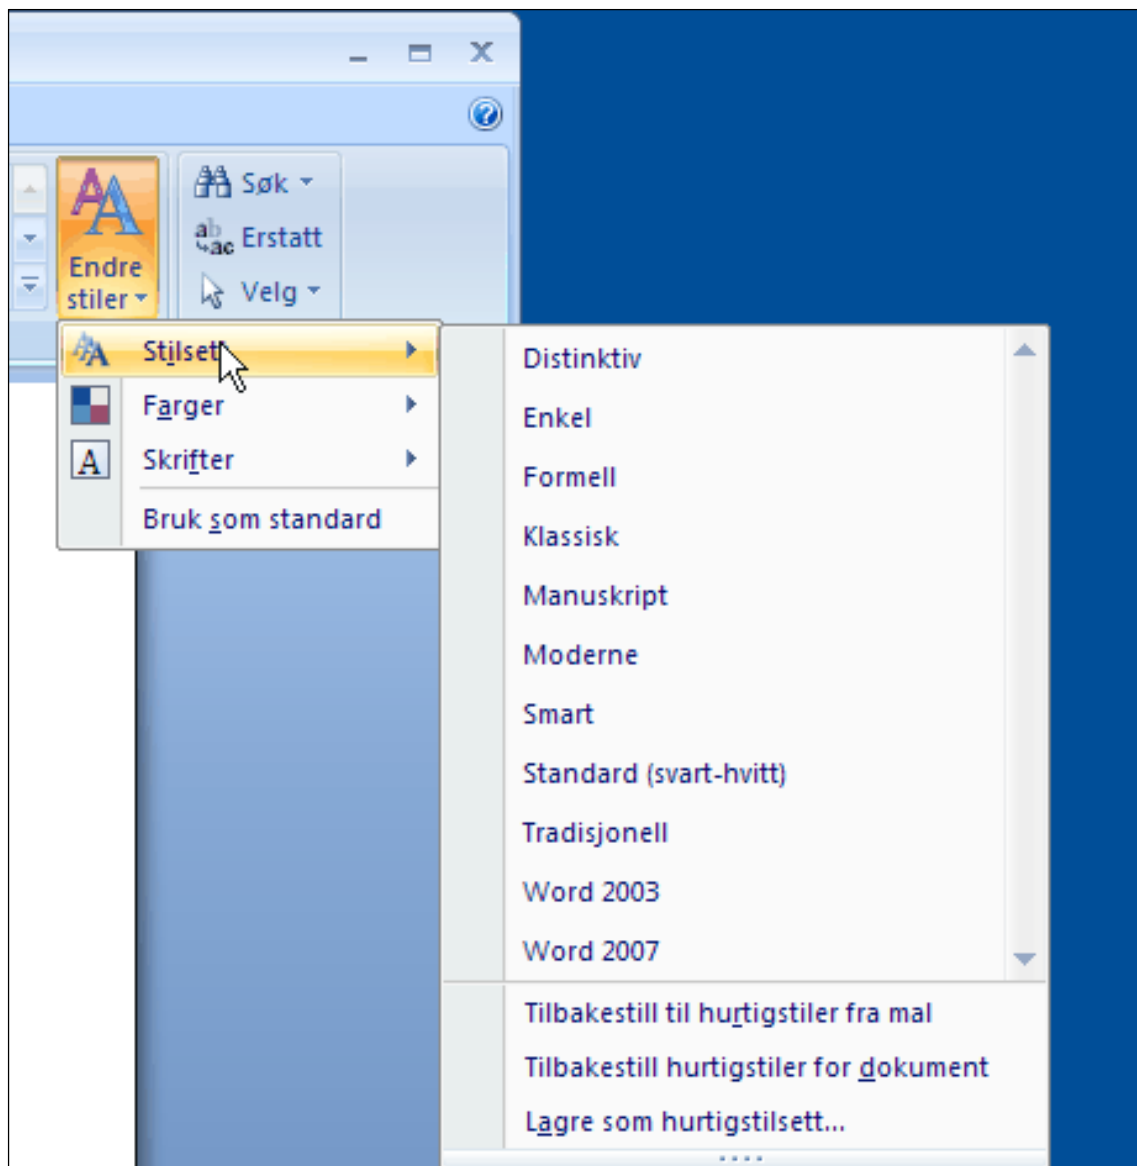 Søk
Erstatt
Velg
Endre
stiler
Stilsett
Farger
Skrifter
Bruk som standard
Distinktiv
Enkel
Formell
Klassisk
Manuskript
Moderne
Smart
Standard (svart-hvitt)
Tradisjonell
Word 2003
Word 2007
Tilbakestill til hurtigstiler fra mal
Tilbakestill hurtigstiler for dokument
Lagre som hurtigstilsett...